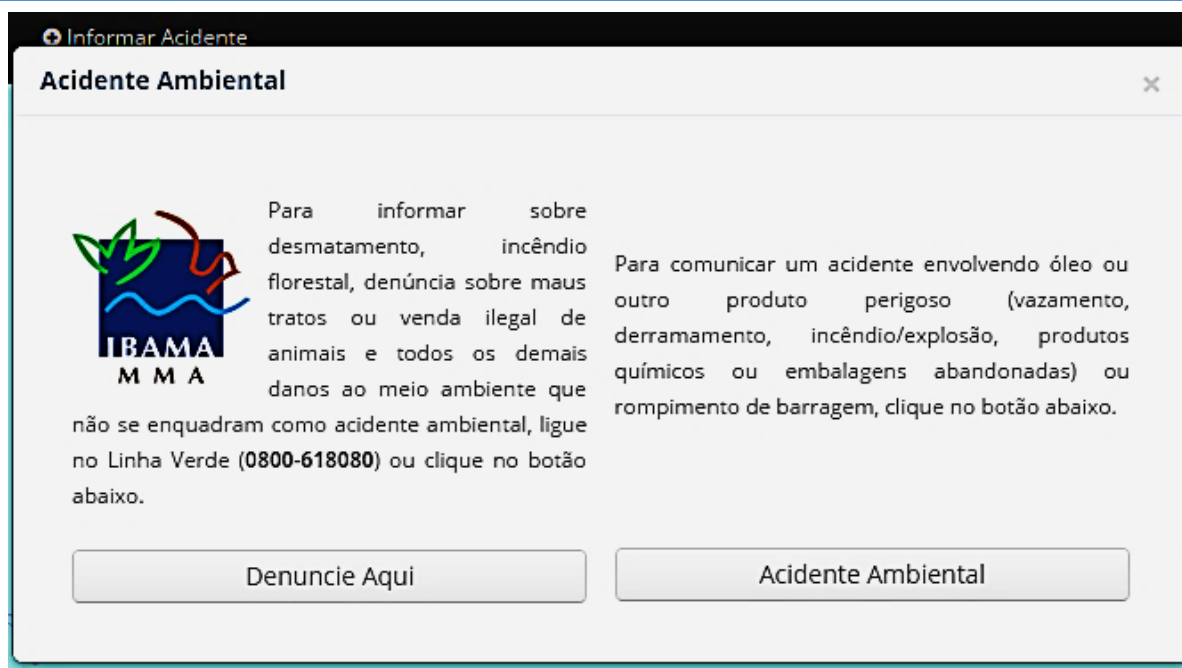 Informar Acidente
Acidente Ambiental
×
IBAMA
M M A
Para informar sobre
desmatamento, incêndio
florestal, denúncia sobre maus
tratos ou venda ilegal de
animais e todos os demais
danos ao meio ambiente que
não se enquadram como acidente ambiental, ligue
no Linha Verde (0800-618080) ou clique no botão
abaixo.
Denuncie Aqui
Para comunicar um acidente envolvendo óleo ou
outro produto perigoso (vazamento,
derramamento, incêndio/explosão, produtos
químicos ou embalagens abandonadas) ou
rompimento de barragem, clique no botão abaixo.
Acidente Ambiental